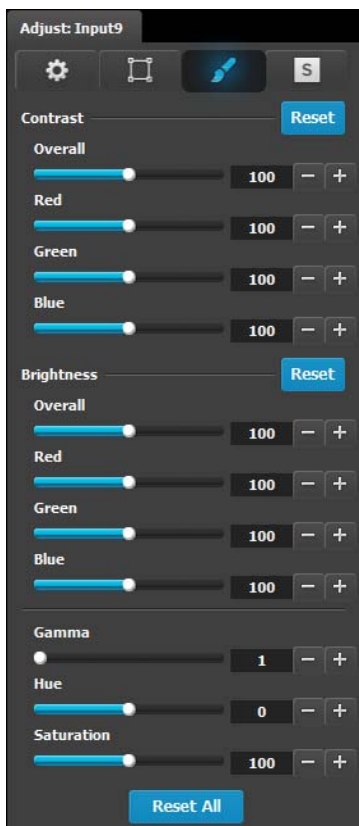 Adjust: Input9
S
Contrast Reset
Overall
100 − +
Red
100 − +
Green
100 − +
Blue
100 − +
Brightness Reset
Overall
100 − +
Red
100 − +
Green
100 − +
Blue
100 − +
Gamma
1 − +
Hue
0 − +
Saturation
100 − +
Reset All